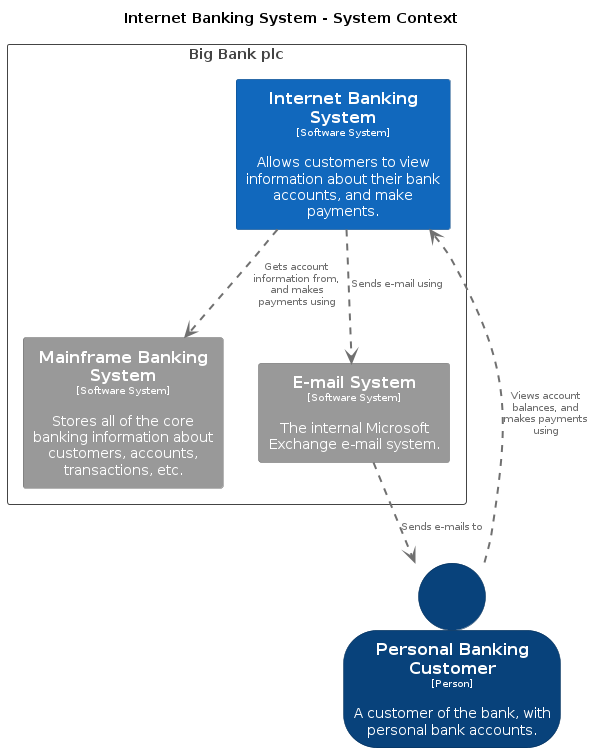 Internet Banking System - System Context
Big Bank plc
Internet Banking
System
[Software System]
Allows customers to view
information about their bank
accounts, and make
payments.
Gets account
information from,
and makes
payments using
Sends e-mail using
Mainframe Banking
System
[Software System]
Stores all of the core
banking information about
customers, accounts,
transactions, etc.
E-mail System
[Software System]
The internal Microsoft
Exchange e-mail system.
Views account
balances, and
makes payments
using
Sends e-mails to
Personal Banking
Customer
[Person]
A customer of the bank, with
personal bank accounts.